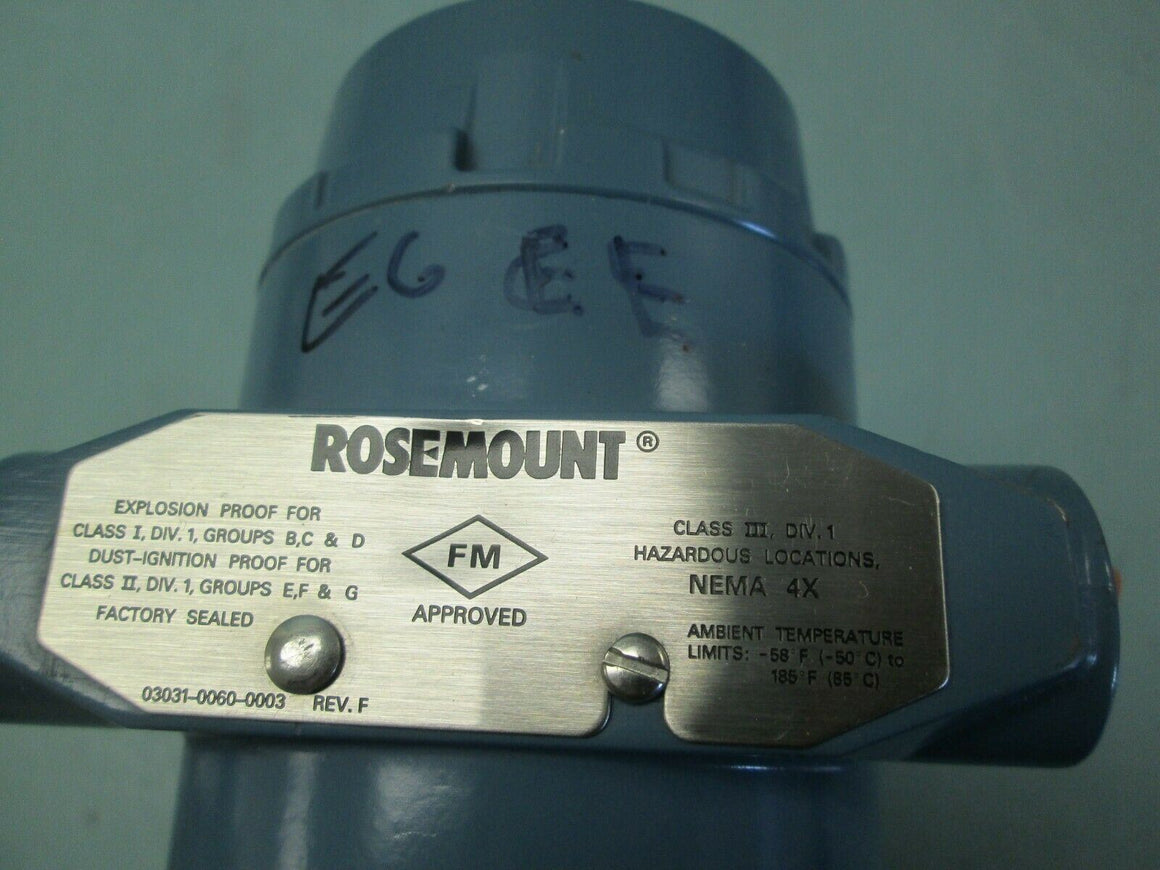 E6 E. E
ROSEMOUNT®
EXPLOSION PROOF FOR
CLASS I, DIV. 1, GROUPS B,C & D
DUST-IGNITION PROOF FOR
CLASS II, DIV. 1, GROUPS E,F & G
FACTORY SEALED
03031-0060-0003 REV. F
FM
APPROVED
CLASS III, DIV. 1
HAZARDOUS LOCATIONS,
NEMA 4X
AMBIENT TEMPERATURE
LIMITS: -58°F (-50°C) to
185°F (85°C)